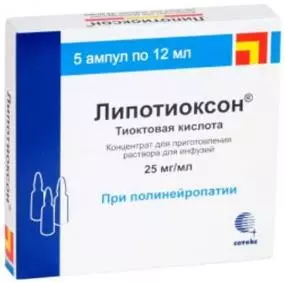 5 ампул по 12 мл
Липотиоксон®
Липотиоксон®
Тиоктовая кислота
Концентрат для приготовления
раствора для инфузий
25 мг/мл
При полинейропатии